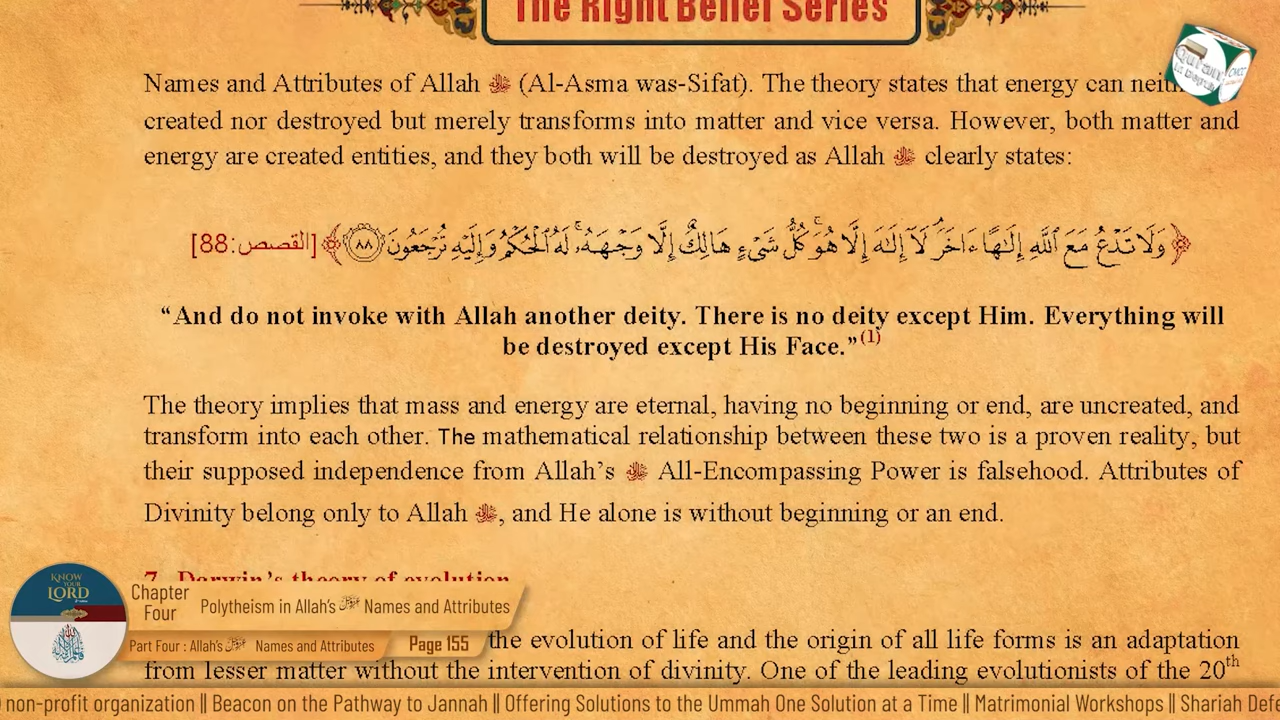 The Right Belief Series
Names and Attributes of Allah ﷻ (Al-Asma was-Sifat). The theory states that energy can
created nor destroyed but merely transforms into matter and vice versa. However, both matter and
energy are created entities, and they both will be destroyed as Allah ﷻ clearly states:
﴿وَلَا تَدْعُ مَعَ ٱللَّهِ إِلَـٰهًا ءَاخَرَ لَآ إِلَـٰهَ إِلَّا هُوَ ۚ كُلُّ شَىْءٍ هَالِكٌ إِلَّا وَجْهَهُۥ ۚ لَهُ ٱلْحُكْمُ وَإِلَيْهِ تُرْجَعُونَ ٨٨﴾ [القصص:88]
“And do not invoke with Allah another deity. There is no deity except Him. Everything will
be destroyed except His Face.”(1)
The theory implies that mass and energy are eternal, having no beginning or end, are uncreated, and
transform into each other. The mathematical relationship between these two is a proven reality, but
their supposed independence from Allah’s ﷻ All-Encompassing Power is falsehood. Attributes of
Divinity belong only to Allah ﷻ, and He alone is without beginning or an end.
7. Darwin’s theory of evolution
the evolution of life and the origin of all life forms is an adaptation
from lesser matter without the intervention of divinity. One of the leading evolutionists of the 20th
KNOW YOUR LORD
Chapter Four
Polytheism in Allah’s ﷻ Names and Attributes
Part Four : Allah’s ﷻ Names and Attributes
Page 155
non-profit organization || Beacon on the Pathway to Jannah || Offering Solutions to the Ummah One Solution at a Time || Matrimonial Workshops || Shariah